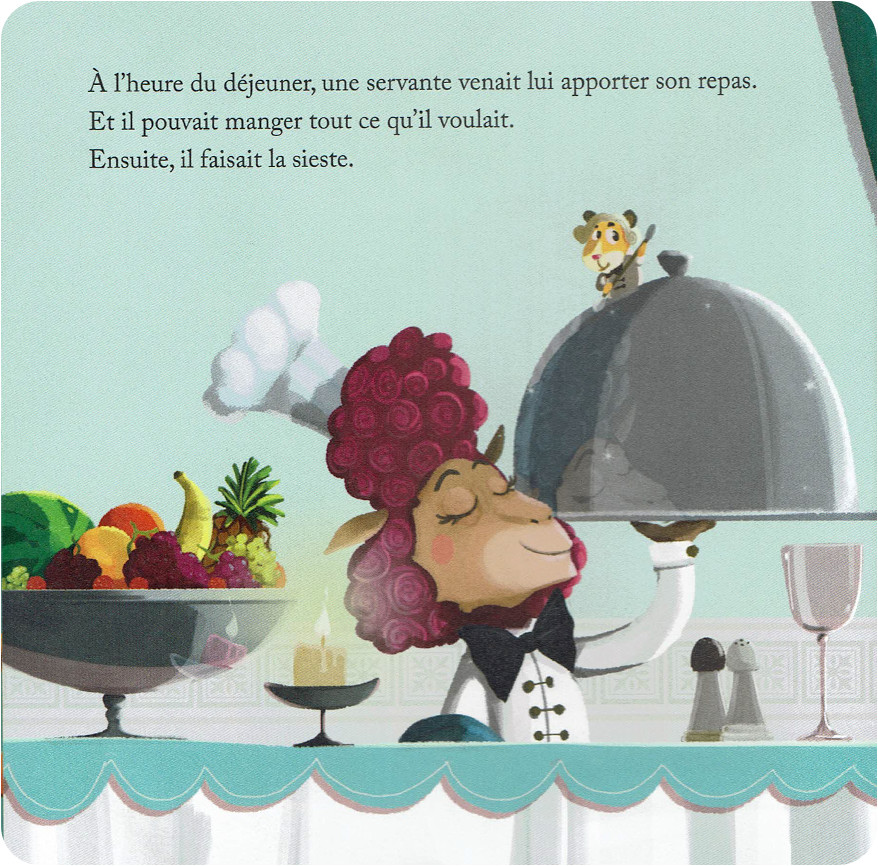 À l’heure du déjeuner, une servante venait lui apporter son repas.
Et il pouvait manger tout ce qu’il voulait.
Ensuite, il faisait la sieste.